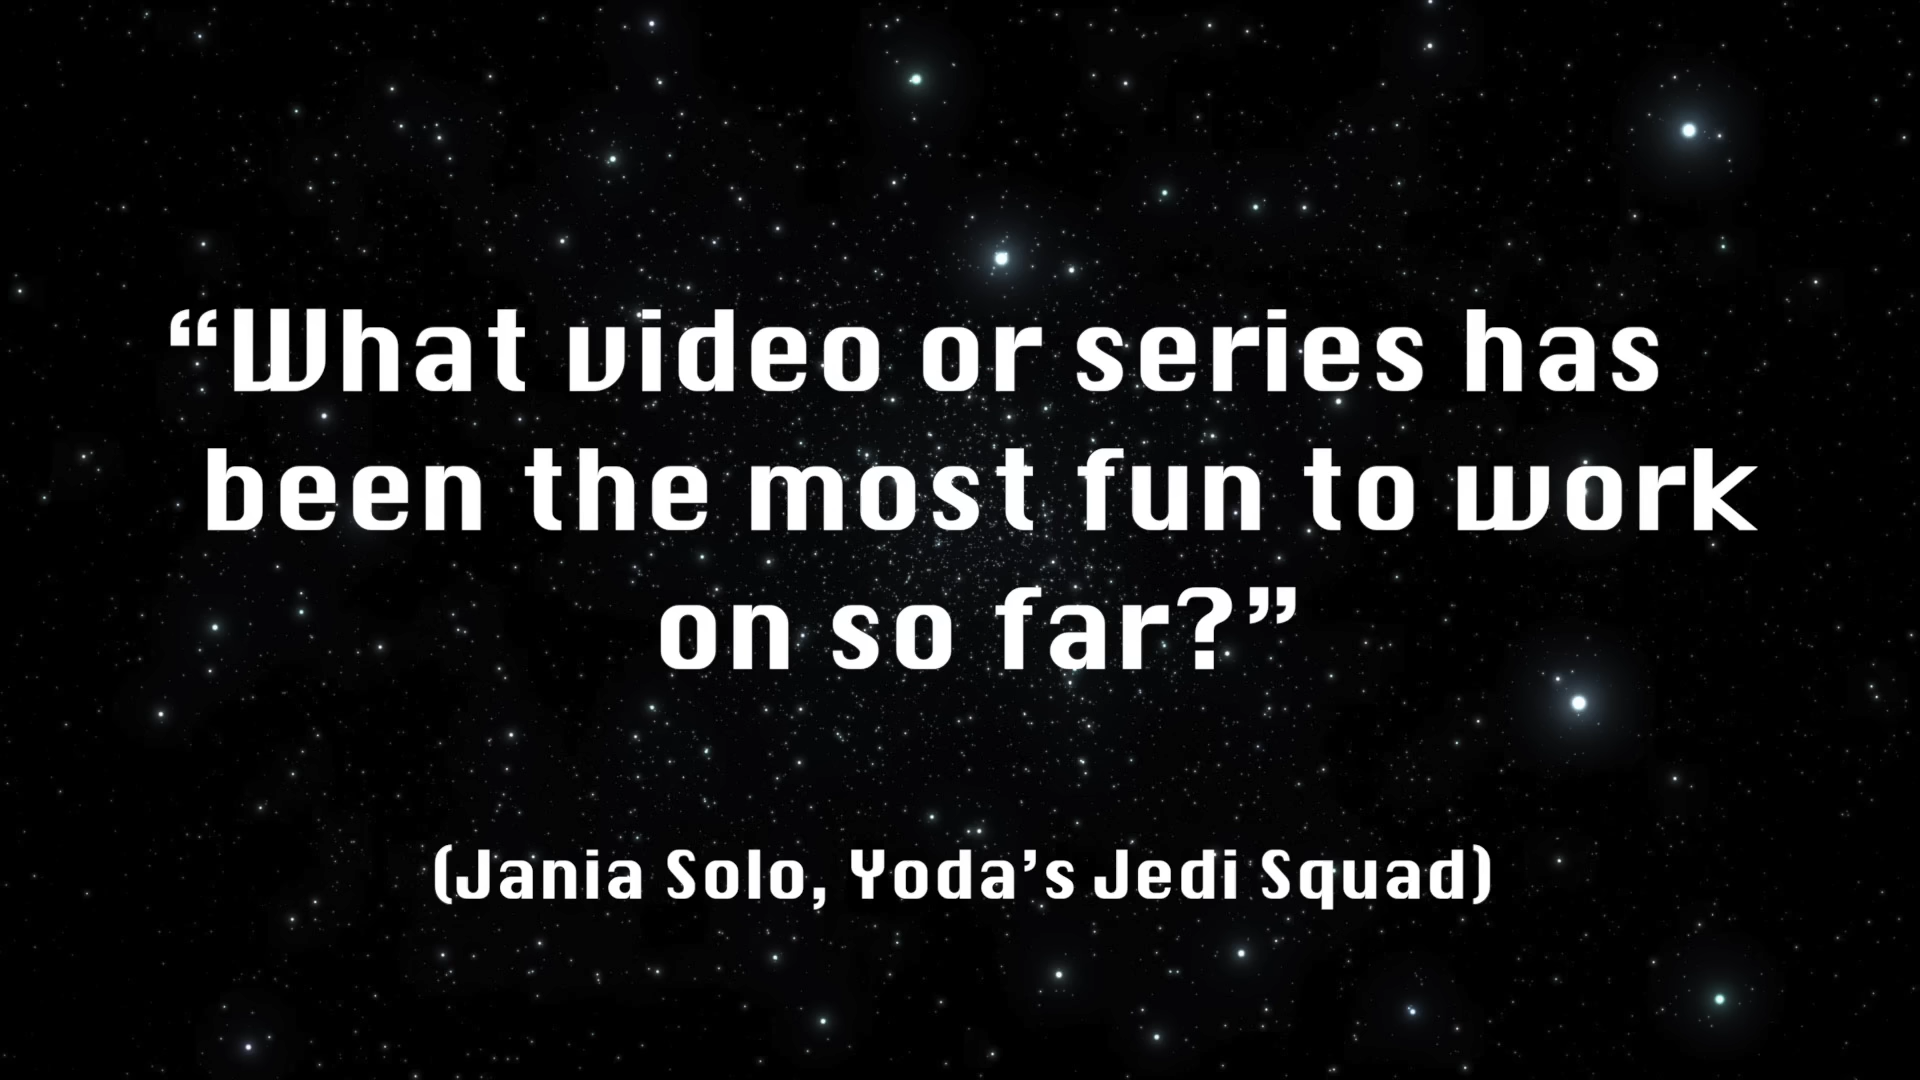 “What video or series has
been the most fun to work
on so far?”
(Jania Solo, Yoda’s Jedi Squad)